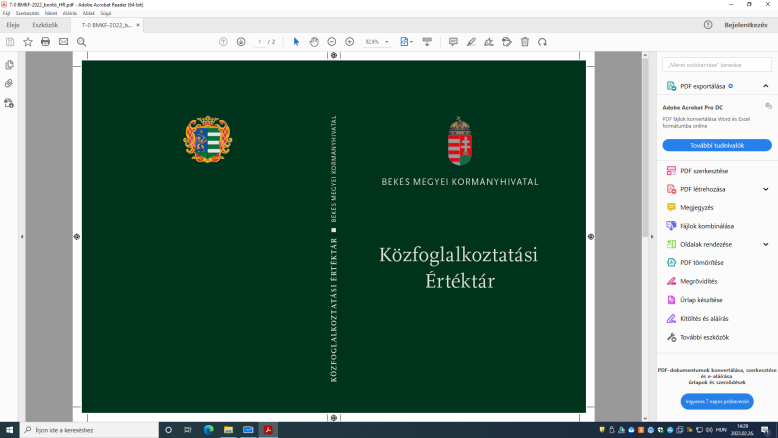 7-0 BMKF-2022_borító_HR.pdf - Adobe Acrobat Reader (64-bit)
Fájl Szerkesztés Nézet Aláírás Ablak Súgó
Eleje Eszközök 7-0 BMKF-2022_b... × Bejelentkezés
1 / 2 82,8%
„Méret csökkentése” keresése
PDF exportálása
Adobe Acrobat Pro DC
PDF fájlok konvertálása Word és Excel
formátumba online
További tudnivalók
PDF szerkesztése
PDF létrehozása
Megjegyzés
Fájlok kombinálása
Oldalak rendezése
PDF tömörítése
Megrövidítés
Űrlap készítése
Kitöltés és aláírás
További eszközök
PDF-dokumentumok konvertálása, szerkesztése
és e-aláírása
űrlapok és szerződések
Ingyenes 7 napos próbaverzió
KÖZFOGLALKOZTATÁSI ÉRTÉKTÁR ■ BÉKÉS MEGYEI KORMÁNYHIVATAL
BÉKÉS MEGYEI KORMÁNYHIVATAL
Közfoglalkoztatási
Értéktár
Írjon ide a kereséshez
HUN
14:29
2023.02.26.